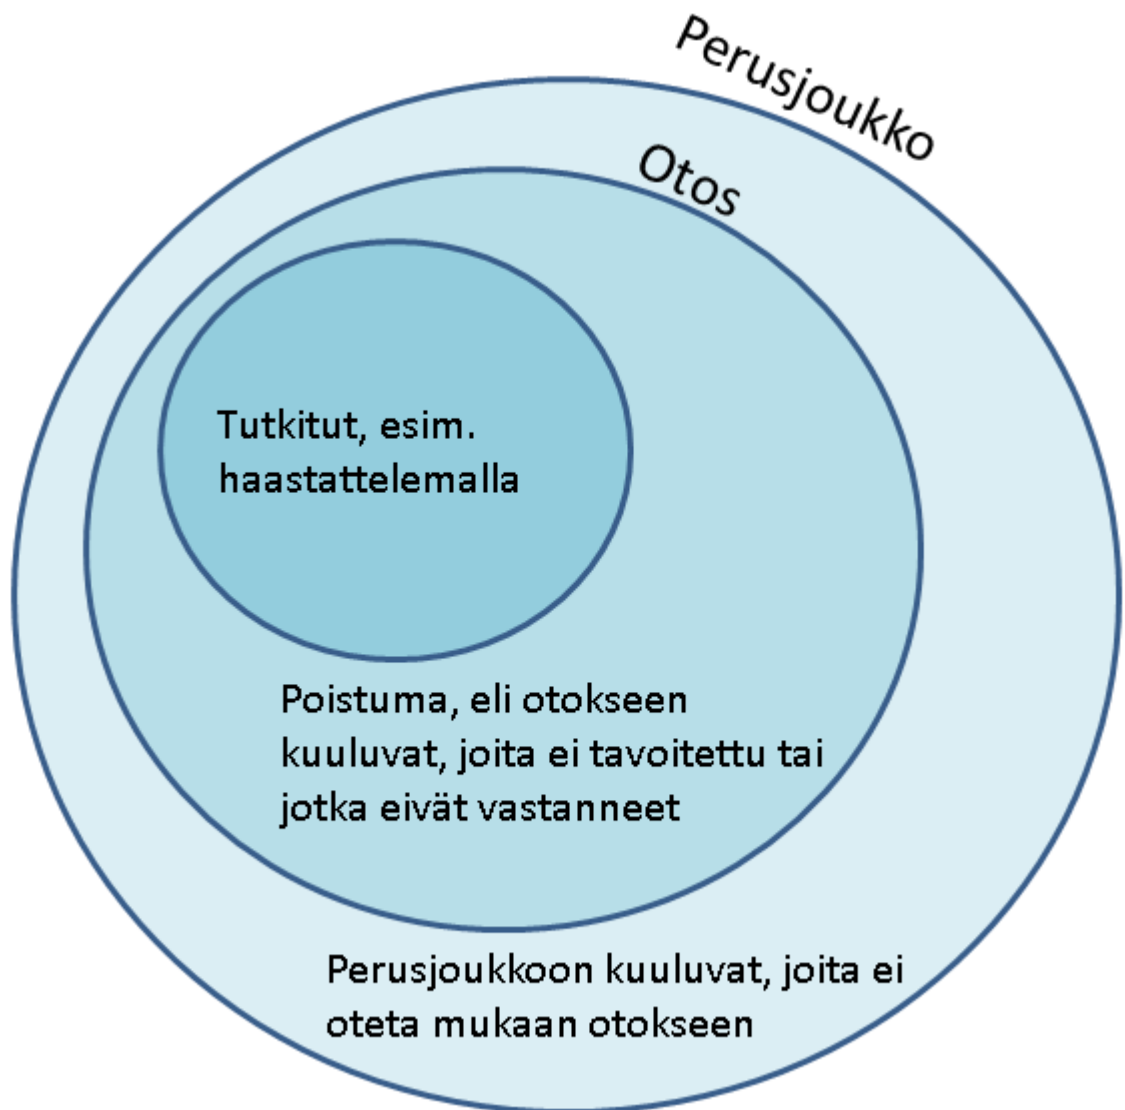 Perusjoukko
Otos
Tutkitut, esim.
haastattelemalla
Poistuma, eli otokseen
kuuluvat, joita ei tavoitettu tai
jotka eivät vastanneet
Perusjoukkoon kuuluvat, joita ei
oteta mukaan otokseen